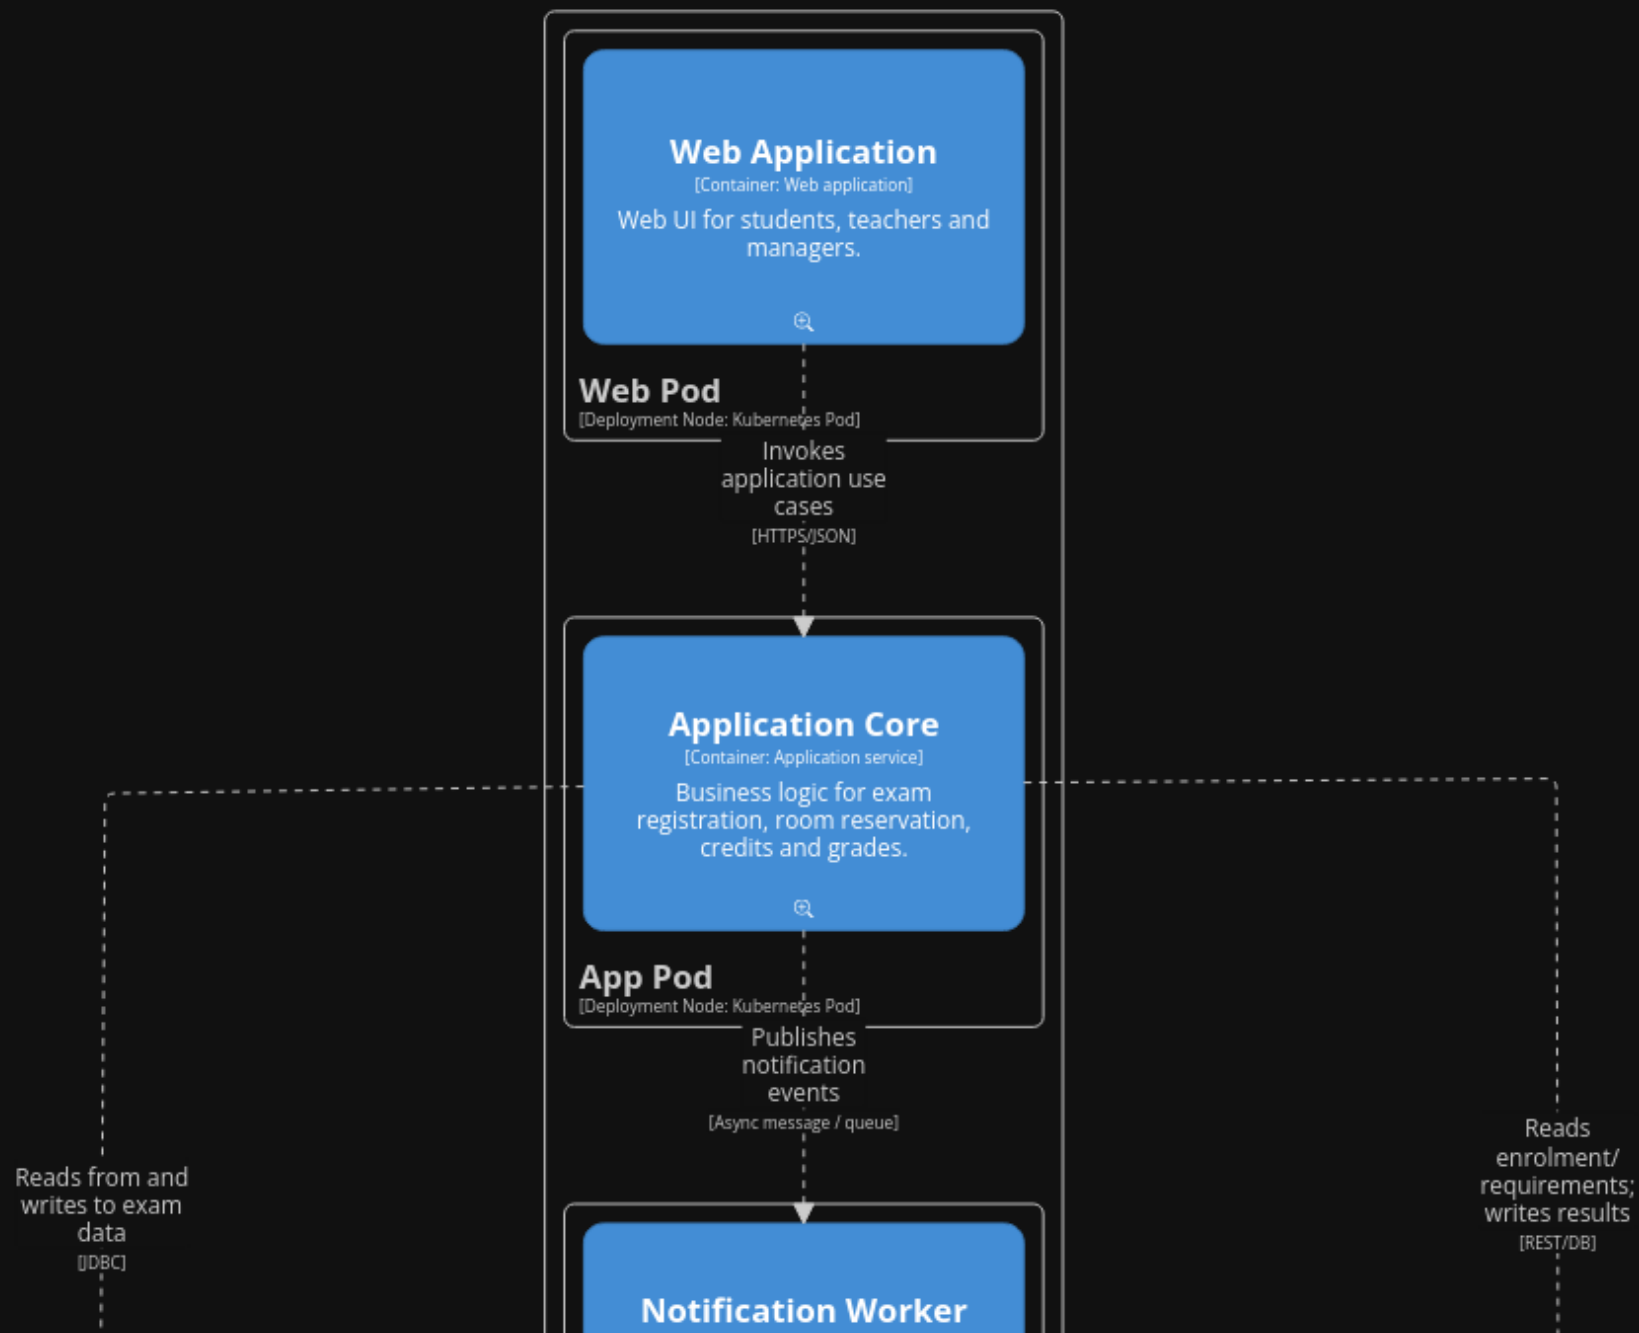 Web Application
[Container: Web application]
Web UI for students, teachers and
managers.
Web Pod
[Deployment Node: Kubernetes Pod]
Invokes
application use
cases
[HTTPS/JSON]
Application Core
[Container: Application service]
Business logic for exam
registration, room reservation,
credits and grades.
App Pod
[Deployment Node: Kubernetes Pod]
Publishes
notification
events
[Async message / queue]
Reads from and
writes to exam
data
[JDBC]
Reads
enrolment/
requirements;
writes results
[REST/DB]
Notification Worker